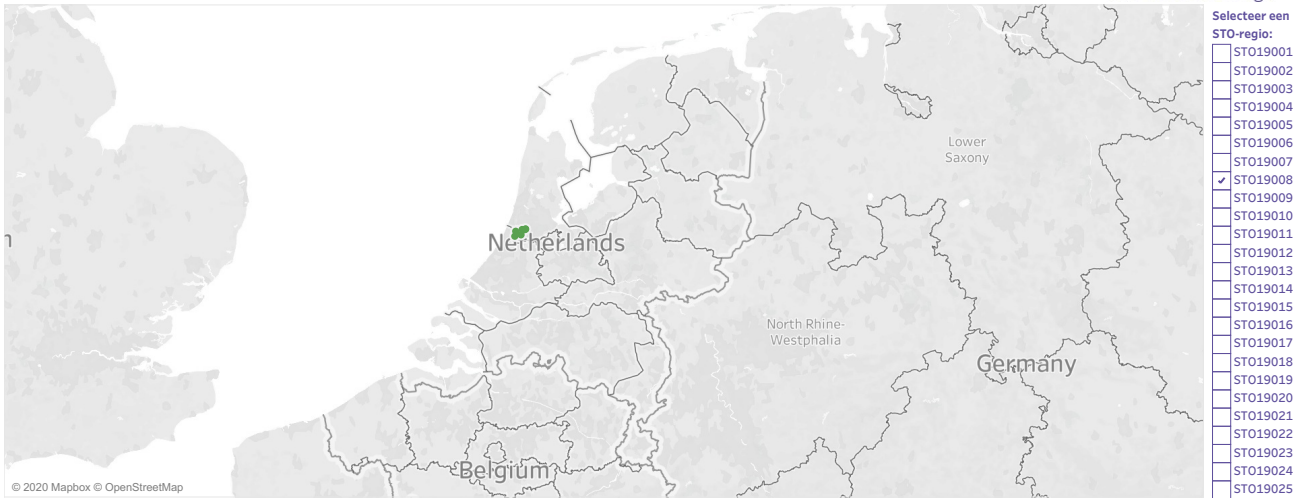 Selecteer een
STO-regio:
STO19001
STO19002
STO19003
STO19004
STO19005
STO19006
STO19007
STO19008
STO19009
STO19010
STO19011
STO19012
STO19013
STO19014
STO19015
STO19016
STO19017
STO19018
STO19019
STO19020
STO19021
STO19022
STO19023
STO19024
STO19025
Lower
Saxony
Netherlands
North Rhine-
Westphalia
Germany
Belgium
© 2020 Mapbox © OpenStreetMap